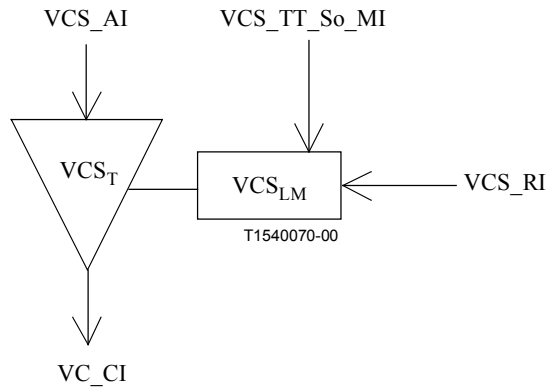 VCS_AI
VCS_TT_So_MI
VCS_T
VCS_LM
VCS_RI
T1540070-00
VC_CI